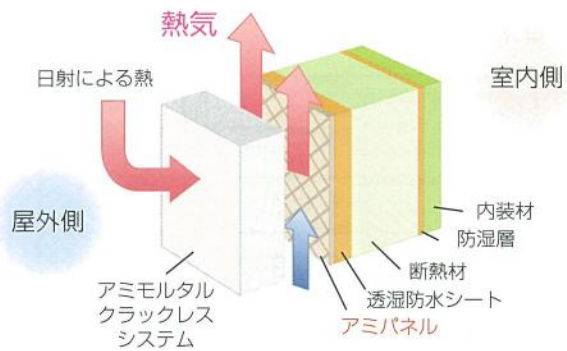 熱気
日射による熱
室内側
屋外側
内装材
防湿層
断熱材
透湿防水シート
アミパネル
アミモルタル
クラックレス
システム